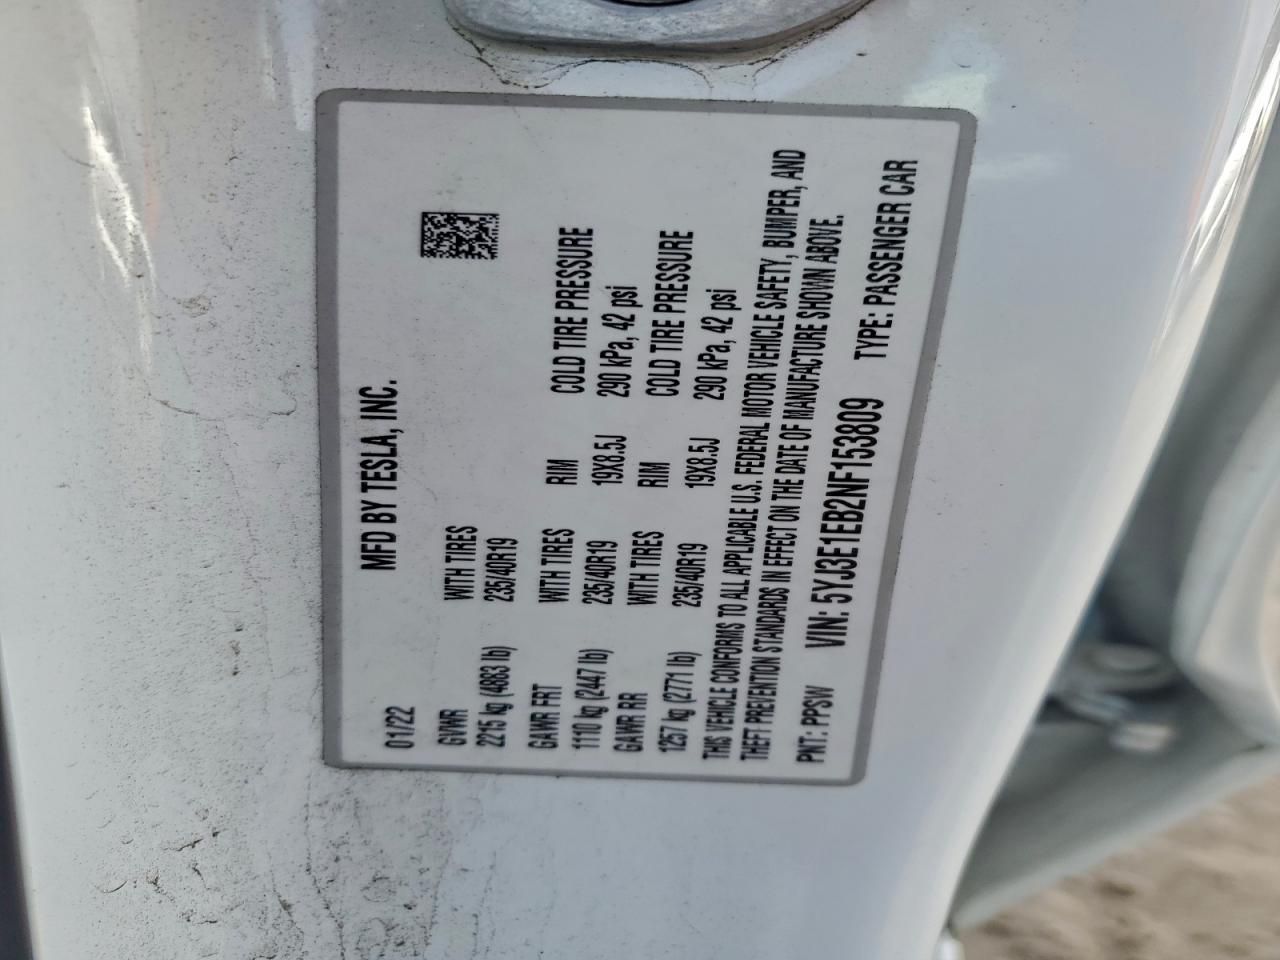 MFD BY TESLA, INC.
01/22
GVWR WITH TIRES
2215 kg (4883 lb) 235/40R19
GAWR FRT WITH TIRES RIM COLD TIRE PRESSURE
1110 kg (2447 lb) 235/40R19 19X8.5J 290 kPa, 42 psi
GAWR RR WITH TIRES RIM COLD TIRE PRESSURE
1257 kg (2771 lb) 235/40R19 19X8.5J 290 kPa, 42 psi
THIS VEHICLE CONFORMS TO ALL APPLICABLE U.S. FEDERAL MOTOR VEHICLE SAFETY, BUMPER, AND
THEFT PREVENTION STANDARDS IN EFFECT ON THE DATE OF MANUFACTURE SHOWN ABOVE.
PNT: PPSW VIN: 5YJ3E1EB2NF153809 TYPE: PASSENGER CAR